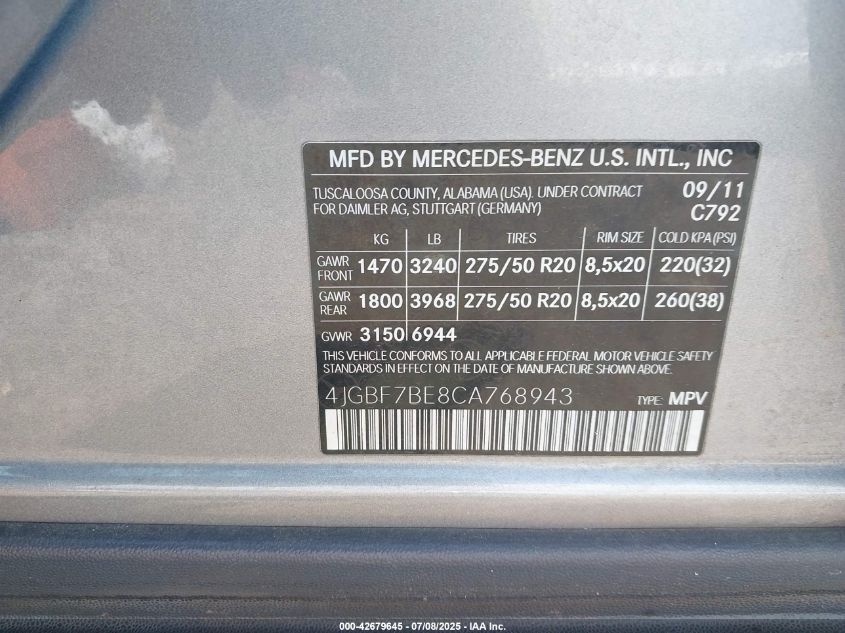 MFD BY MERCEDES-BENZ U.S. INTL., INC
TUSCALOOSA COUNTY, ALABAMA (USA). UNDER CONTRACT 09/11
FOR DAIMLER AG, STUTTGART (GERMANY) C792
KG LB TIRES RIM SIZE COLD KPA(PSI)
GAWR FRONT 1470 3240 275/50 R20 8,5x20 220(32)
GAWR REAR 1800 3968 275/50 R20 8,5x20 260(38)
GVWR 3150 6944
THIS VEHICLE CONFORMS TO ALL APPLICABLE FEDERAL MOTOR VEHICLE SAFETY
STANDARDS IN EFFECT ON THE DATE OF MANUFACTURE SHOWN ABOVE.
4JGBF7BE8CA768943 TYPE: MPV
000-42679645 - 07/08/2025 - IAA Inc.